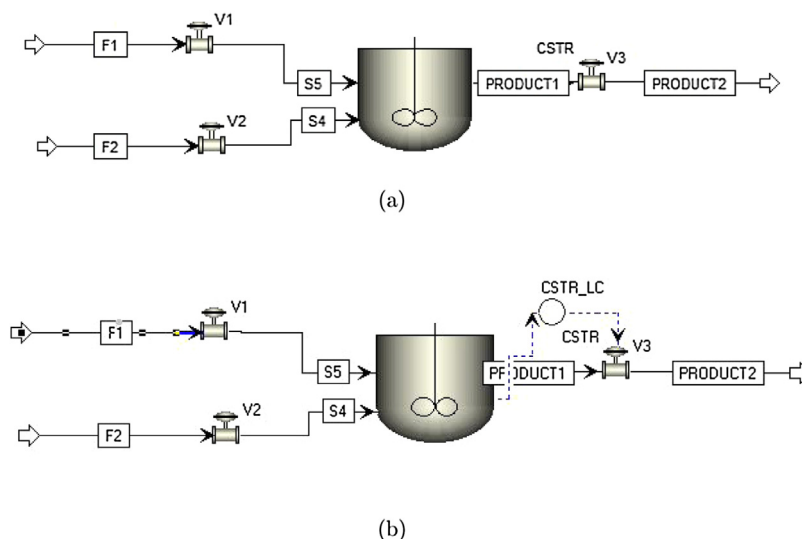 V1
CSTR
F1
V3
S5
PRODUCT1
PRODUCT2
V2
S4
F2
(a)
CSTR_LC
V1
CSTR
F1
V3
S5
PRODUCT1
PRODUCT2
V2
S4
F2
(b)